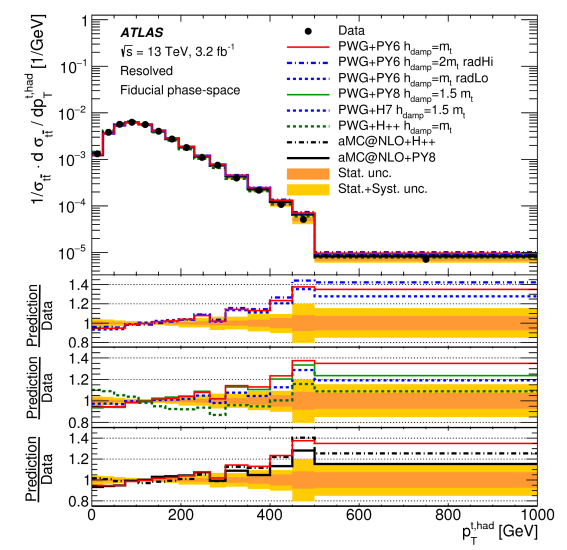 ATLAS
√s = 13 TeV, 3.2 fb⁻¹
Resolved
Fiducial phase-space
Data
PWG+PY6 h_damp=m_t
PWG+PY6 h_damp=2m_t radHi
PWG+PY6 h_damp=m_t radLo
PWG+PY8 h_damp=1.5 m_t
PWG+H7 h_damp=1.5 m_t
PWG+H++ h_damp=m_t
aMC@NLO+H++
aMC@NLO+PY8
Stat. unc.
Stat.+Syst. unc.
1/σ_tt̄ · d σ_tt̄ / dp_T^t,had [1/GeV]
1
10⁻¹
10⁻²
10⁻³
10⁻⁴
10⁻⁵
Prediction
Data
1.4
1.2
1
0.8
Prediction
Data
1.4
1.2
1
0.8
Prediction
Data
1.4
1.2
1
0.8
0 200 400 600 800 1000
p_T^t,had [GeV]